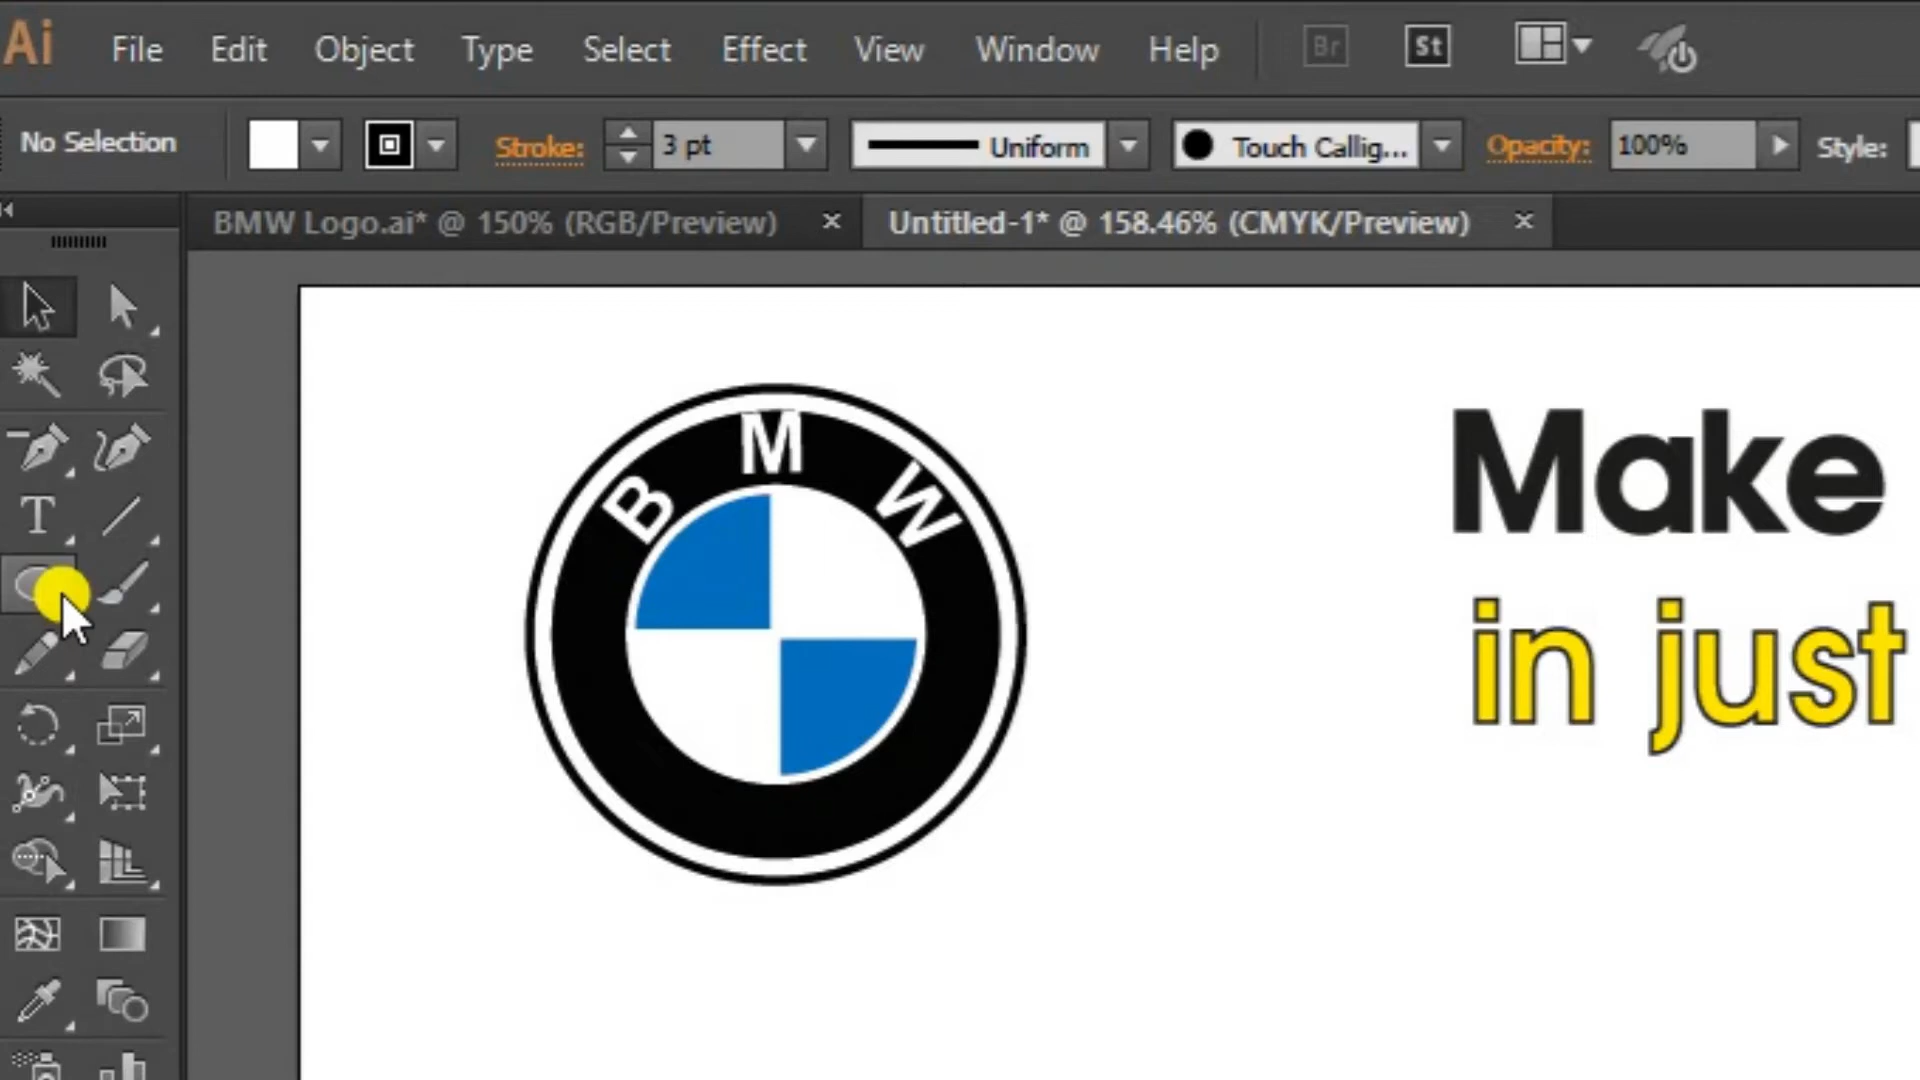 Ai File Edit Object Type Select Effect View Window Help Br St
No Selection Stroke: 3 pt Uniform Touch Callig... Opacity: 100% Style:
BMW Logo.ai* @ 150% (RGB/Preview) × Untitled-1* @ 158.46% (CMYK/Preview) ×
T
B M W
Make
in just